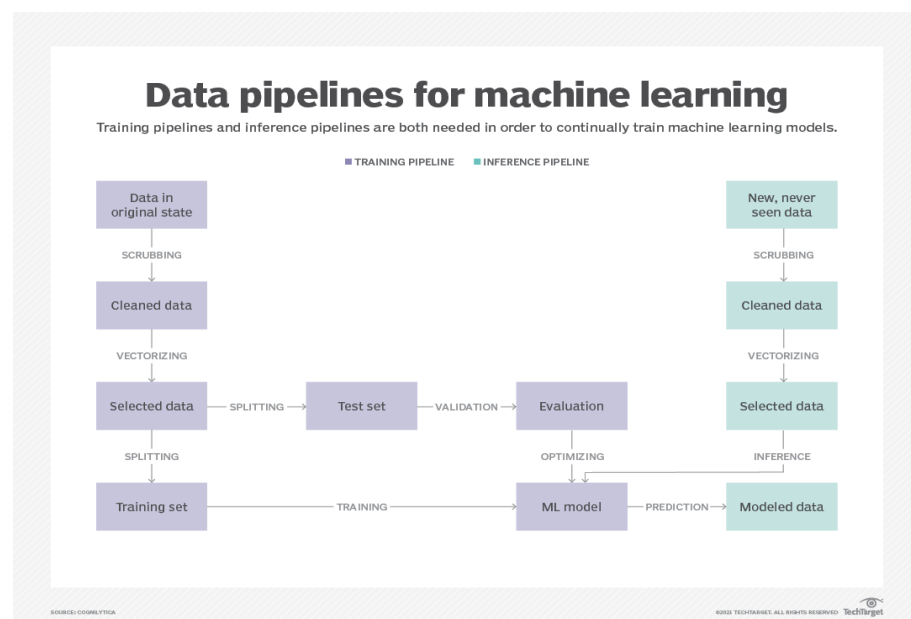 Data pipelines for machine learning
Training pipelines and inference pipelines are both needed in order to continually train machine learning models.
TRAINING PIPELINE INFERENCE PIPELINE
Data in
original state
New, never
seen data
SCRUBBING
SCRUBBING
Cleaned data
Cleaned data
VECTORIZING
VECTORIZING
Selected data
SPLITTING
Test set
VALIDATION
Evaluation
Selected data
SPLITTING
OPTIMIZING
INFERENCE
Training set
TRAINING
ML model
PREDICTION
Modeled data
SOURCE: COGNILYTICA
©2021 TECHTARGET. ALL RIGHTS RESERVED TechTarget